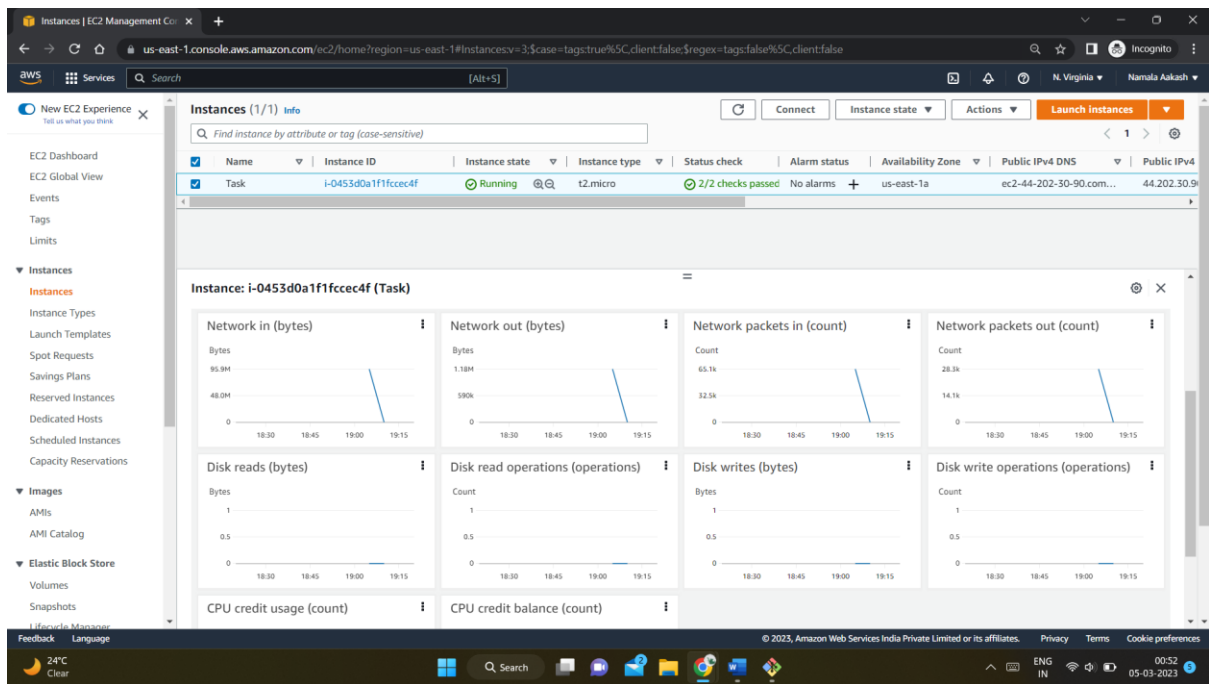 Instances | EC2 Management Con
us-east-1.console.aws.amazon.com/ec2/home?region=us-east-1#Instances:v=3;$case=tags:true%5C,client:false;$regex=tags:false%5C,client:false
Incognito
aws
Services
Search
[Alt+S]
N. Virginia
Namala Aakash
New EC2 Experience
Tell us what you think
EC2 Dashboard
EC2 Global View
Events
Tags
Limits
Instances
Instances
Instance Types
Launch Templates
Spot Requests
Savings Plans
Reserved Instances
Dedicated Hosts
Scheduled Instances
Capacity Reservations
Images
AMIs
AMI Catalog
Elastic Block Store
Volumes
Snapshots
Lifecycle Manager
Instances (1/1) Info
Connect
Instance state
Actions
Launch instances
Find instance by attribute or tag (case-sensitive)
1
Name Instance ID Instance state Instance type Status check Alarm status Availability Zone Public IPv4 DNS Public IPv4
Task i-0453d0a1f1fccec4f Running t2.micro 2/2 checks passed No alarms + us-east-1a ec2-44-202-30-90.com... 44.202.30.9
Instance: i-0453d0a1f1fccec4f (Task)
Network in (bytes)
Bytes
95.9M
48.0M
0
18:30 18:45 19:00 19:15
Network out (bytes)
Bytes
1.18M
590k
0
18:30 18:45 19:00 19:15
Network packets in (count)
Count
65.1k
32.5k
0
18:30 18:45 19:00 19:15
Network packets out (count)
Count
28.3k
14.1k
0
18:30 18:45 19:00 19:15
Disk reads (bytes)
Bytes
1
0.5
0
18:30 18:45 19:00 19:15
Disk read operations (operations)
Count
1
0.5
0
18:30 18:45 19:00 19:15
Disk writes (bytes)
Bytes
1
0.5
0
18:30 18:45 19:00 19:15
Disk write operations (operations)
Count
1
0.5
0
18:30 18:45 19:00 19:15
CPU credit usage (count)
CPU credit balance (count)
Feedback Language
© 2023, Amazon Web Services India Private Limited or its affiliates. Privacy Terms Cookie preferences
24°C
Clear
Search
2
ENG
IN
00:52
05-03-2023
5